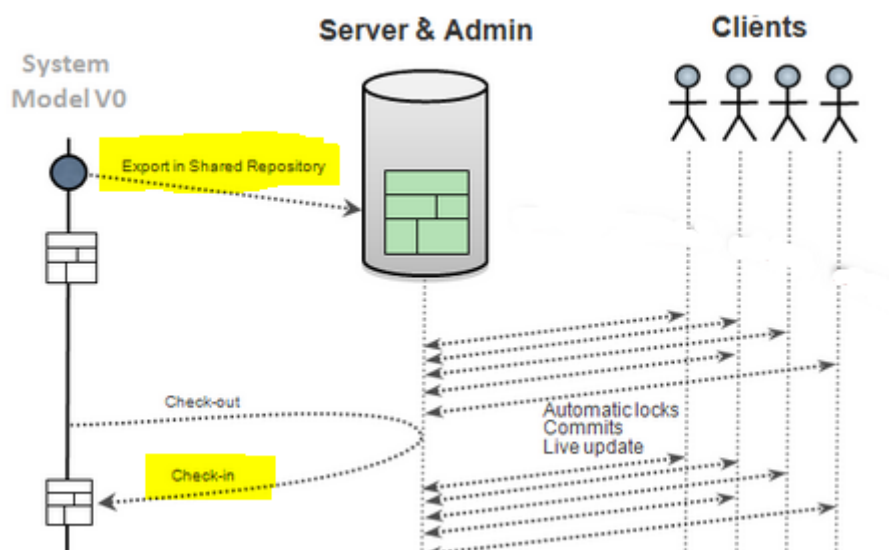 Server & Admin
Clients
System
Model V0
Export in Shared Repository
Check-out
Automatic locks
Commits
Live update
Check-in